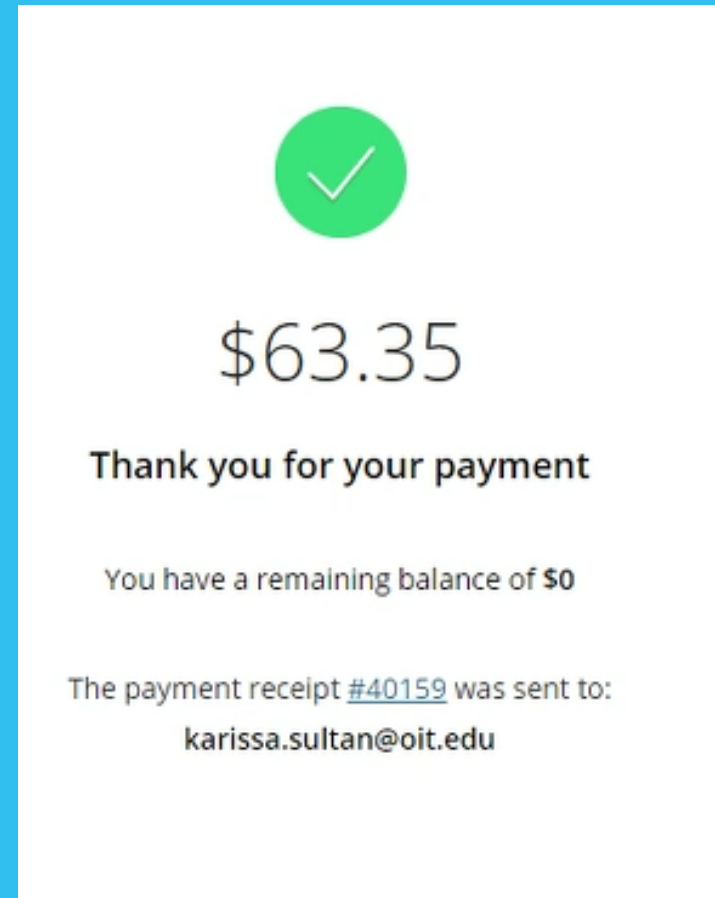 $63.35
Thank you for your payment
You have a remaining balance of $0
The payment receipt #40159 was sent to:
karissa.sultan@oit.edu